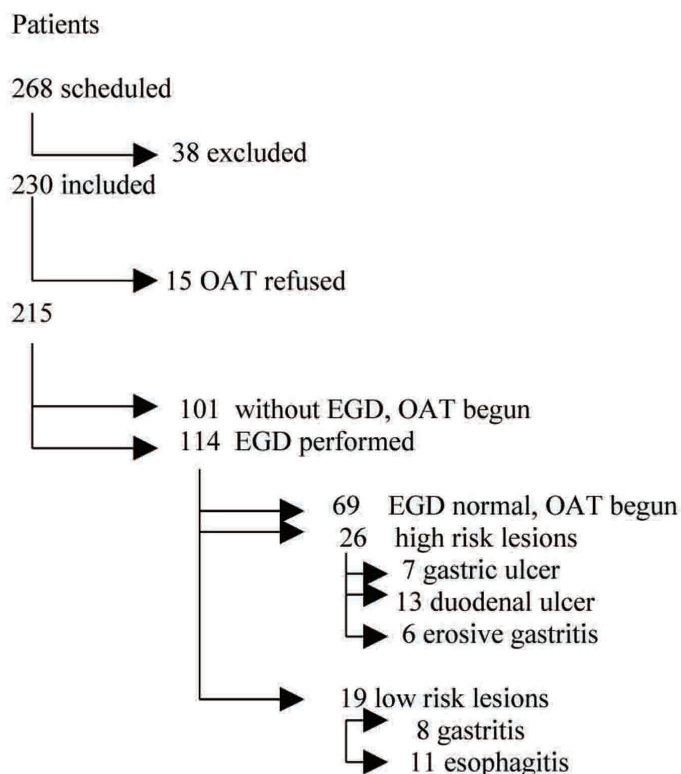 Patients
268 scheduled
38 excluded
230 included
15 OAT refused
215
101 without EGD, OAT begun
114 EGD performed
69 EGD normal, OAT begun
26 high risk lesions
7 gastric ulcer
13 duodenal ulcer
6 erosive gastritis
19 low risk lesions
8 gastritis
11 esophagitis